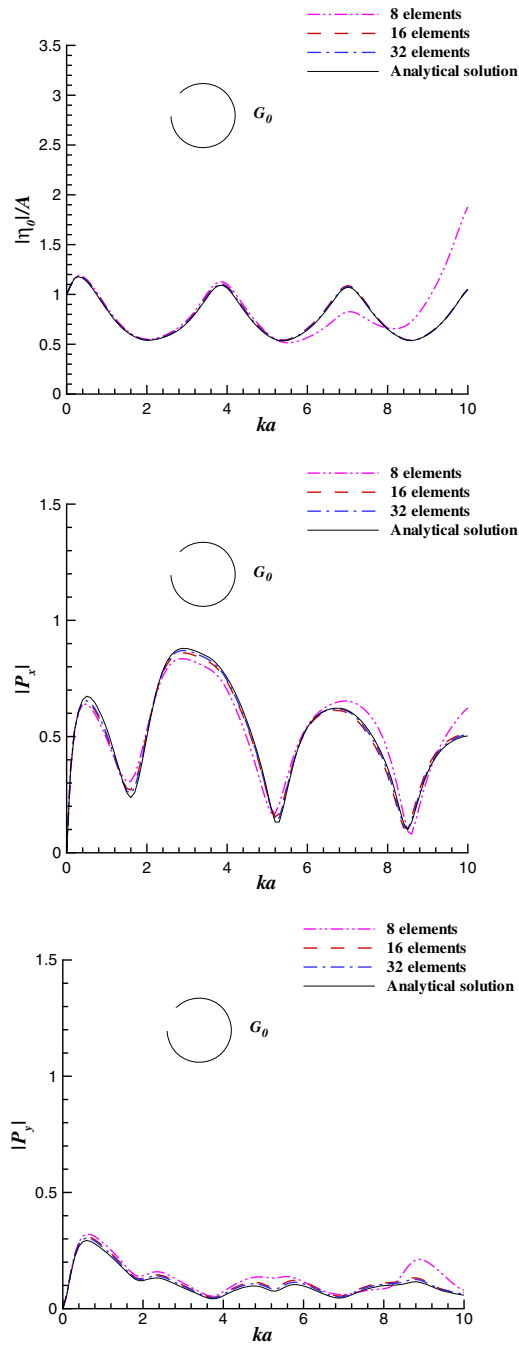 8 elements
16 elements
32 elements
Analytical solution
3.5
3
2.5
2
1.5
1
0.5
0
|η0|/A
G0
0 2 4 6 8 10
ka
8 elements
16 elements
32 elements
Analytical solution
1.5
1
0.5
0
|Px|
G0
0 2 4 6 8 10
ka
8 elements
16 elements
32 elements
Analytical solution
1.5
1
0.5
0
|Py|
G0
0 2 4 6 8 10
ka